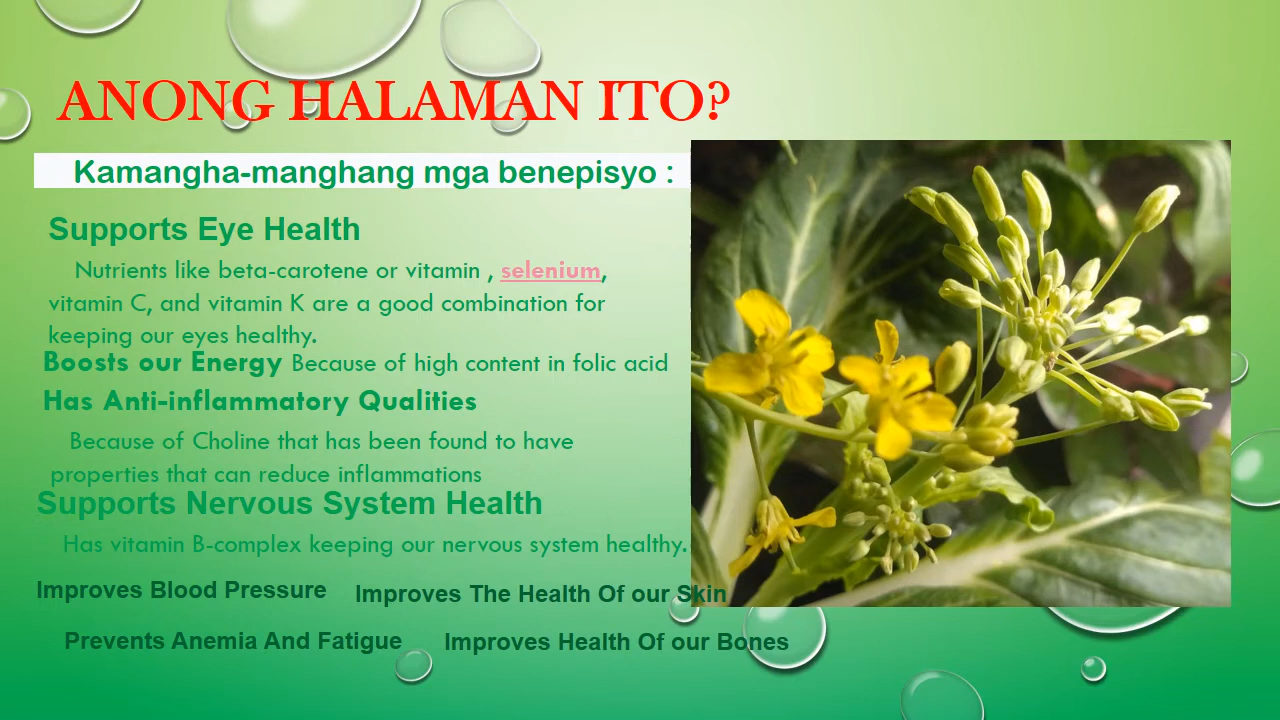 ANONG HALAMAN ITO?
Kamangha-manghang mga benepisyo :
Supports Eye Health
Nutrients like beta-carotene or vitamin , selenium,
vitamin C, and vitamin K are a good combination for
keeping our eyes healthy.
Boosts our Energy Because of high content in folic acid
Has Anti-inflammatory Qualities
Because of Choline that has been found to have
properties that can reduce inflammations
Supports Nervous System Health
Has vitamin B-complex keeping our nervous system healthy.
Improves Blood Pressure Improves The Health Of our Skin
Prevents Anemia And Fatigue Improves Health Of our Bones